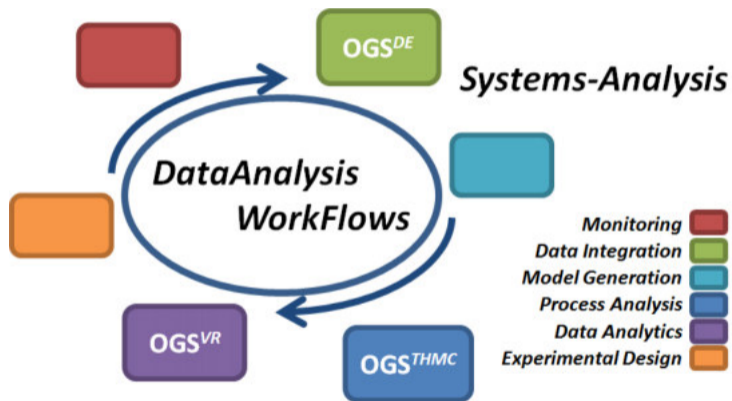 OGS^DE
Systems-Analysis
DataAnalysis
WorkFlows
Monitoring
Data Integration
Model Generation
Process Analysis
Data Analytics
Experimental Design
OGS^VR
OGS^THMC